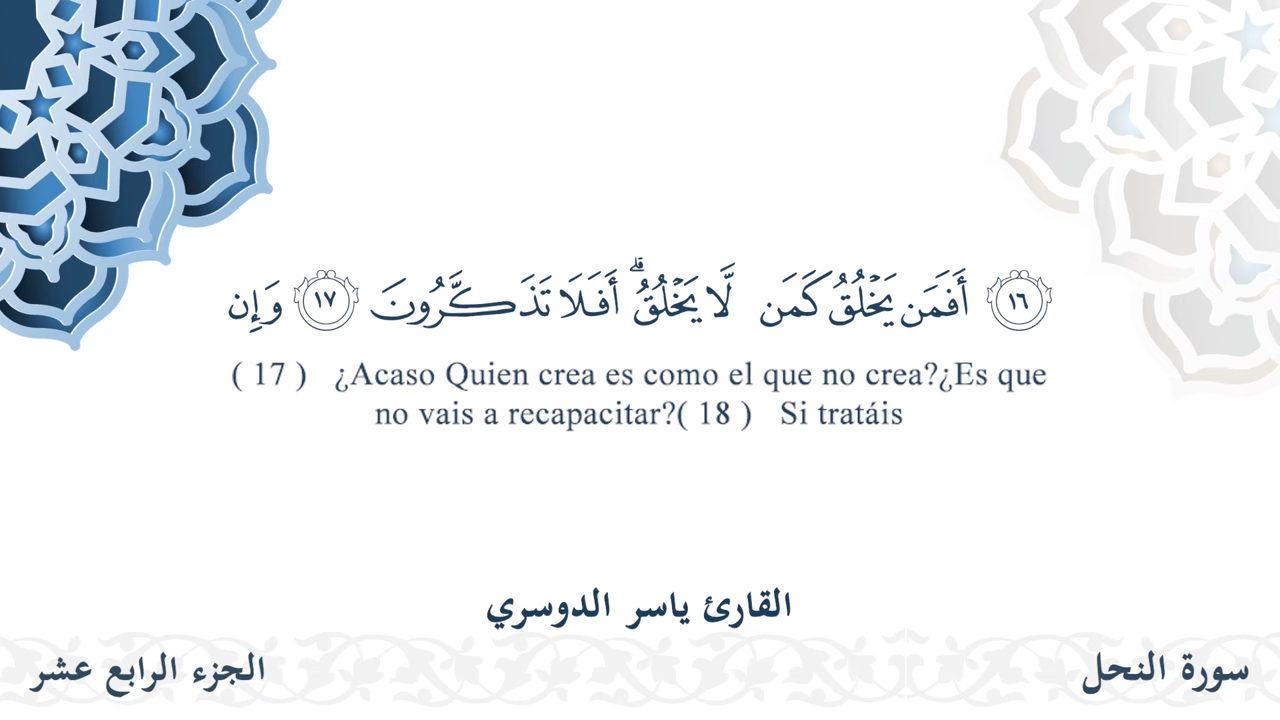 ١٦ أَفَمَن يَخْلُقُ كَمَن لَّا يَخْلُقُ ۗ أَفَلَا تَذَكَّرُونَ ١٧ وَإِن
( 17 ) ¿Acaso Quien crea es como el que no crea?¿Es que
no vais a recapacitar?( 18 ) Si tratáis
القارئ ياسر الدوسري
سورة النحل
الجزء الرابع عشر